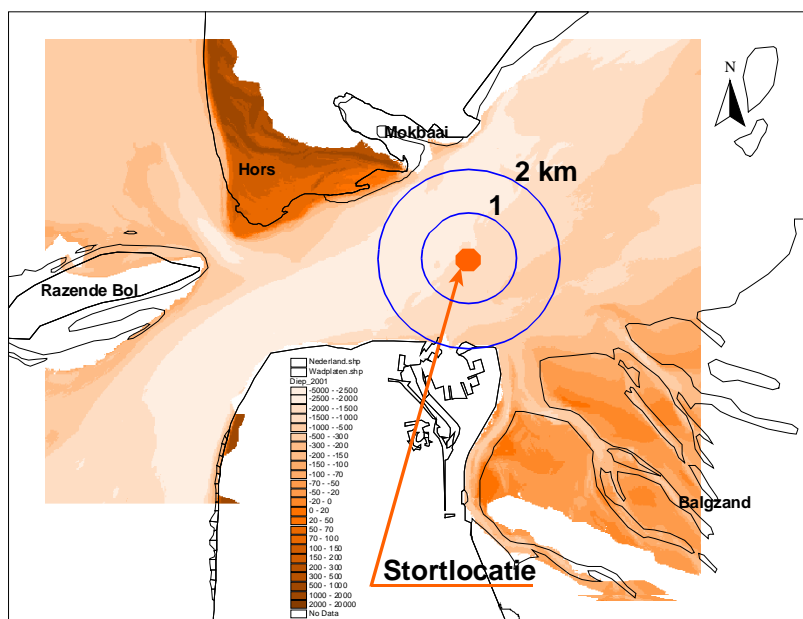 N
Mokbaai
Hors
2 km
1
Razende Bol
Nederland.shp
Wadplaten.shp
Diep_2001
-5000 - -2500
-2500 - -2000
-2000 - -1500
-1500 - -1000
-1000 - -500
-500 - -300
-300 - -200
-200 - -150
-150 - -100
-100 - -70
-70 - -50
-50 - -20
-20 - 0
0 - 20
20 - 50
50 - 70
70 - 100
100 - 150
150 - 200
200 - 300
300 - 500
500 - 1000
1000 - 2000
2000 - 20000
No Data
Balgzand
Stortlocatie